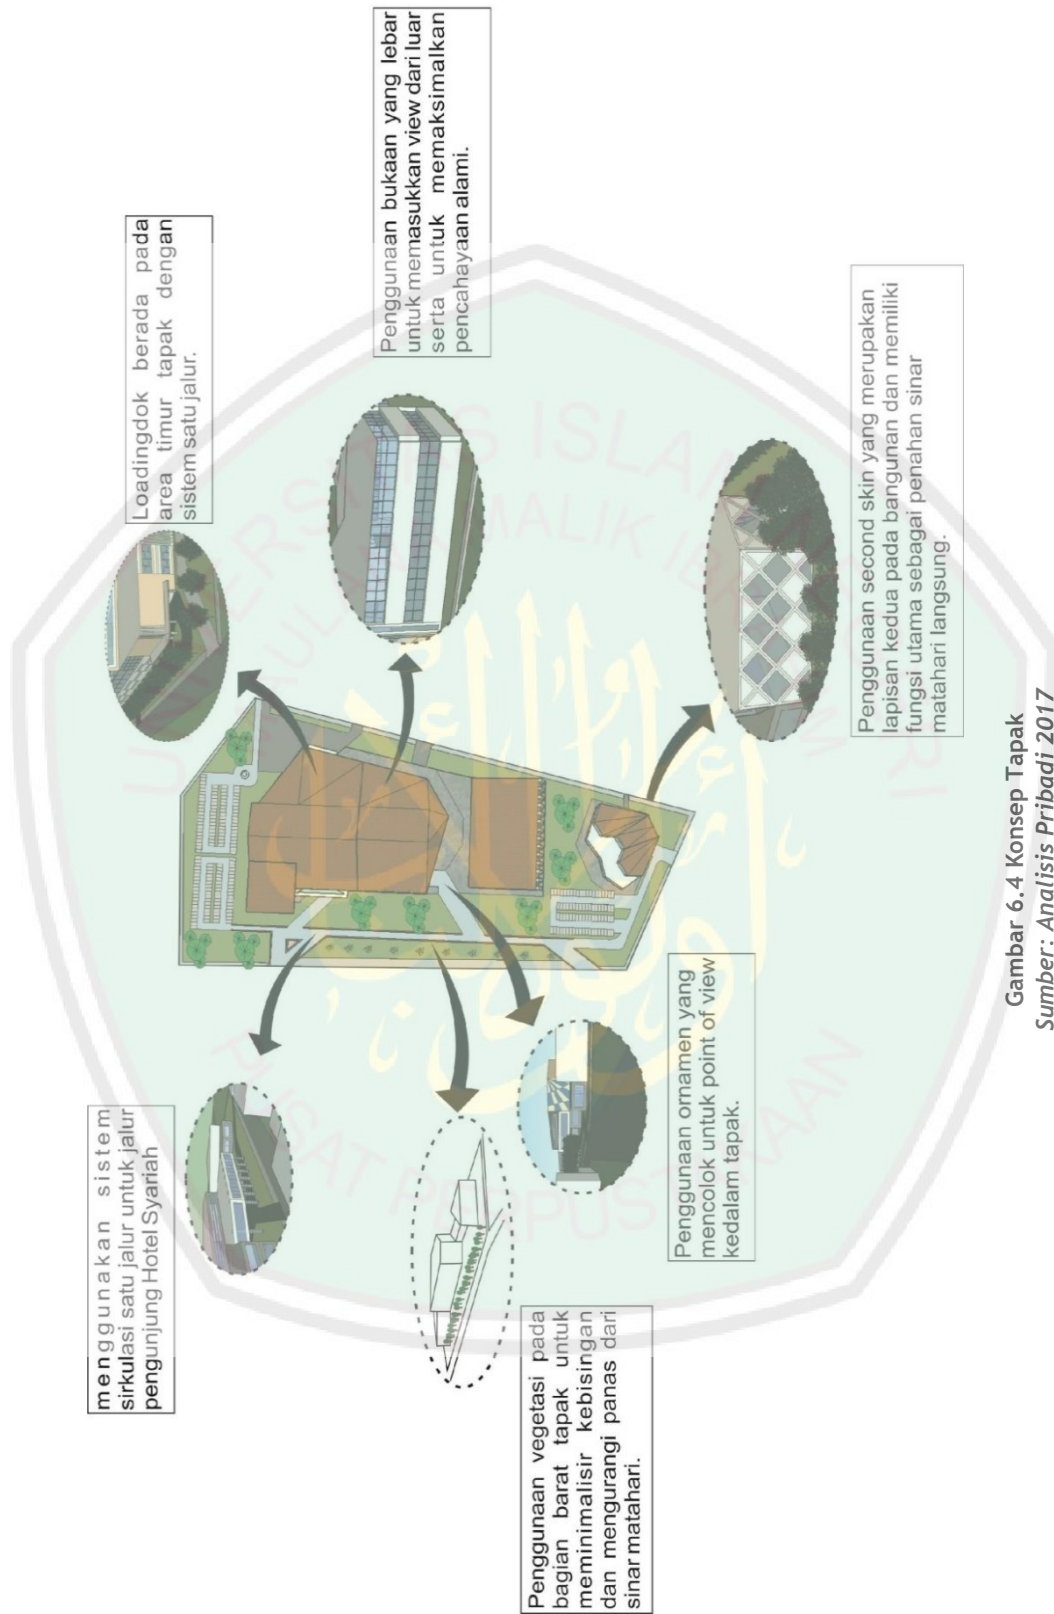 menggunakan sistem
sirkulasi satu jalur untuk jalur
pengunjung Hotel Syariah
Loadingdok berada pada
area timur tapak dengan
sistem satu jalur.
Penggunaan bukaan yang lebar
untuk memasukkan view dari luar
serta untuk memaksimalkan
pencahayaan alami.
Penggunaan vegetasi pada
bagian barat tapak untuk
meminimalisir kebisingan
dan mengurangi panas dari
sinar matahari.
Penggunaan ornamen yang
mencolok untuk point of view
kedalam tapak.
Penggunaan second skin yang merupakan
lapisan kedua pada bangunan dan memiliki
fungsi utama sebagai penahan sinar
matahari langsung.
Gambar 6.4 Konsep Tapak
Sumber: Analisis Pribadi 2017
PUSAT PERPUSTAKAAN